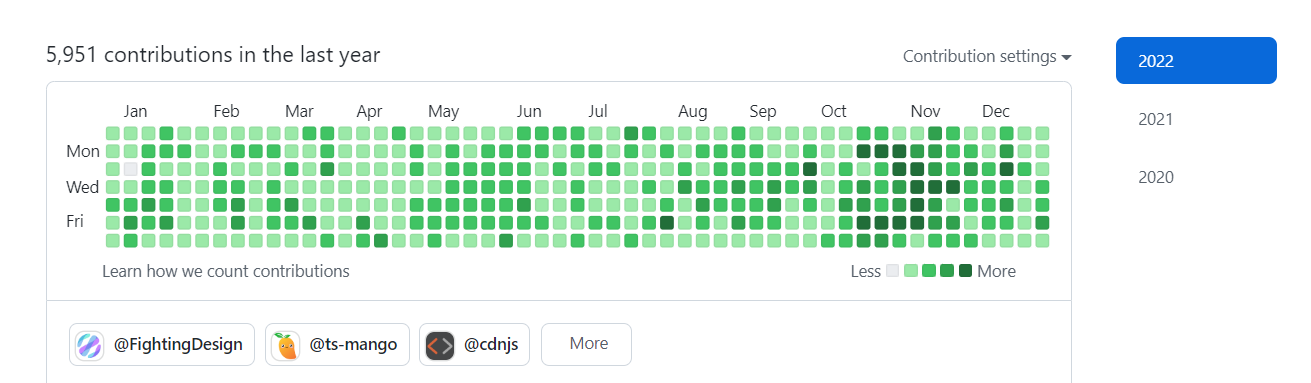 5,951 contributions in the last year
Contribution settings
2022
2021
2020
Jan Feb Mar Apr May Jun Jul Aug Sep Oct Nov Dec
Mon
Wed
Fri
Learn how we count contributions
Less More
@FightingDesign @ts-mango @cdnjs More